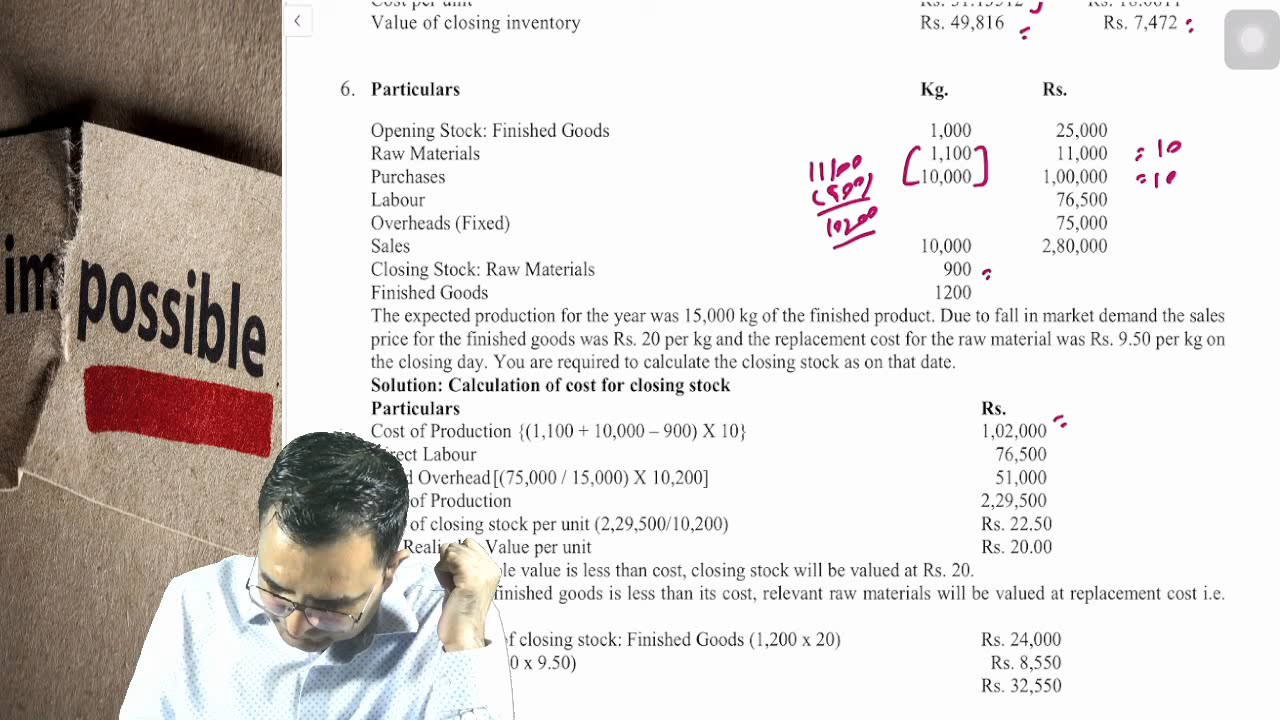 Value of closing inventory Rs. 49,816 Rs. 7,472
6. Particulars Kg. Rs.
Opening Stock: Finished Goods 1,000 25,000
Raw Materials 1,100 11,000 = 10
Purchases 10,000 1,00,000 = 10
11100
(900)
10200
Labour 76,500
Overheads (Fixed) 75,000
Sales 10,000 2,80,000
Closing Stock: Raw Materials 900
Finished Goods 1200
The expected production for the year was 15,000 kg of the finished product. Due to fall in market demand the sales
price for the finished goods was Rs. 20 per kg and the replacement cost for the raw material was Rs. 9.50 per kg on
the closing day. You are required to calculate the closing stock as on that date.
Solution: Calculation of cost for closing stock
Particulars Rs.
Cost of Production {(1,100 + 10,000 – 900) X 10} 1,02,000
Labour 76,500
Overhead [(75,000 / 15,000) X 10,200] 51,000
of Production 2,29,500
of closing stock per unit (2,29,500/10,200) Rs. 22.50
Value per unit Rs. 20.00
value is less than cost, closing stock will be valued at Rs. 20.
finished goods is less than its cost, relevant raw materials will be valued at replacement cost i.e.
of closing stock: Finished Goods (1,200 x 20) Rs. 24,000
0 x 9.50) Rs. 8,550
Rs. 32,550
im possible